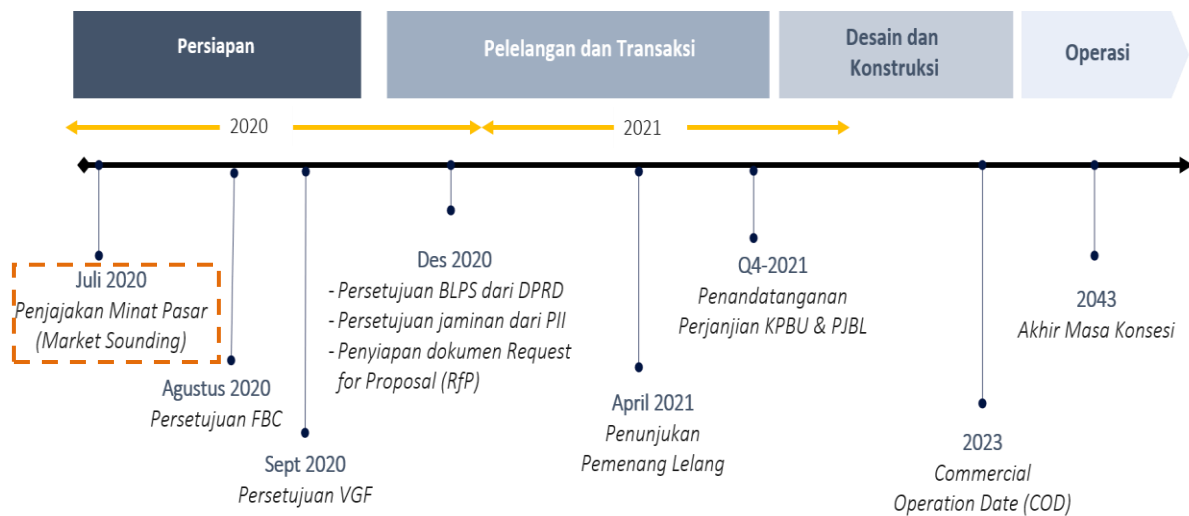 Persiapan
Pelelangan dan Transaksi
Desain dan
Konstruksi
Operasi
2020
2021
Juli 2020
Penjajakan Minat Pasar
(Market Sounding)
Agustus 2020
Persetujuan FBC
Sept 2020
Persetujuan VGF
Des 2020
- Persetujuan BLPS dari DPRD
- Persetujuan jaminan dari PII
- Penyiapan dokumen Request
for Proposal (RfP)
April 2021
Penunjukan
Pemenang Lelang
Q4-2021
Penandatanganan
Perjanjian KPBU & PJBL
2023
Commercial
Operation Date (COD)
2043
Akhir Masa Konsesi